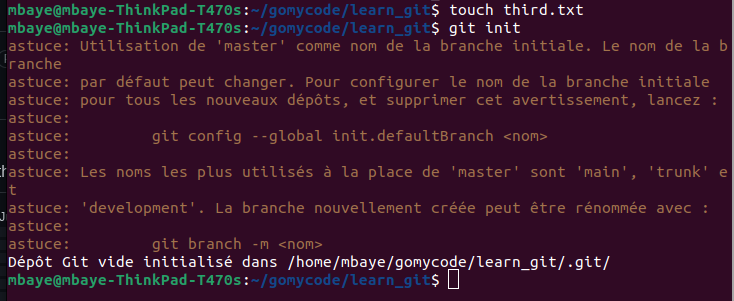 mbaye@mbaye-ThinkPad-T470s:~/gomycode/learn_git$ touch third.txt
mbaye@mbaye-ThinkPad-T470s:~/gomycode/learn_git$ git init
astuce: Utilisation de 'master' comme nom de la branche initiale. Le nom de la b
ranche
astuce: par défaut peut changer. Pour configurer le nom de la branche initiale
astuce: pour tous les nouveaux dépôts, et supprimer cet avertissement, lancez :
astuce:
astuce: 	git config --global init.defaultBranch <nom>
astuce:
astuce: Les noms les plus utilisés à la place de 'master' sont 'main', 'trunk' e
t
astuce: 'development'. La branche nouvellement créée peut être rénommée avec :
astuce:
astuce: 	git branch -m <nom>
Dépôt Git vide initialisé dans /home/mbaye/gomycode/learn_git/.git/
mbaye@mbaye-ThinkPad-T470s:~/gomycode/learn_git$